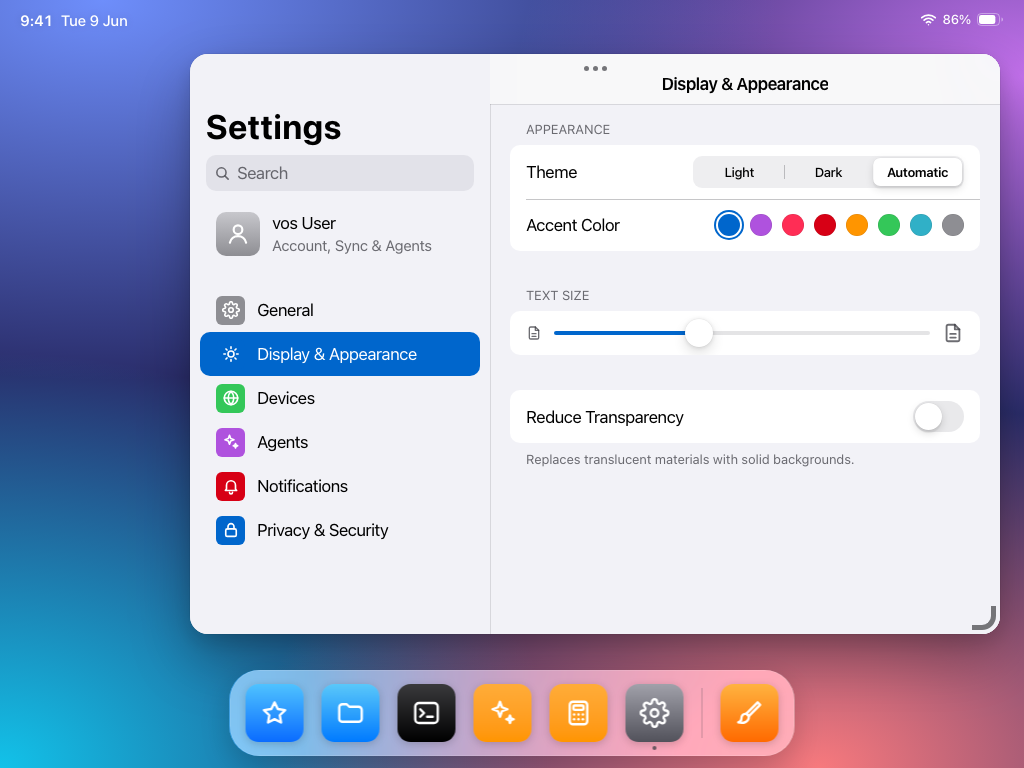 9:41 Tue 9 Jun
86%
Display & Appearance
Settings
Search
vos User
Account, Sync & Agents
General
Display & Appearance
Devices
Agents
Notifications
Privacy & Security
APPEARANCE
Theme
Light
Dark
Automatic
Accent Color
TEXT SIZE
Reduce Transparency
Replaces translucent materials with solid backgrounds.